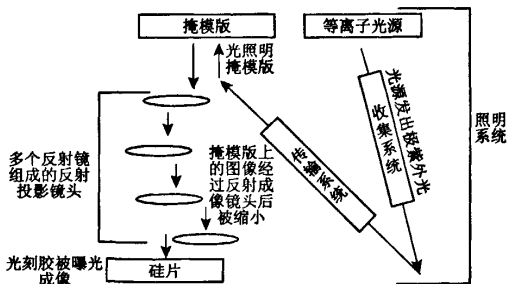 掩模版
等离子光源
光照明
掩模版
光源发出极紫外光
收集系统
照明
系统
传输系统
多个反射镜
组成的反射
投影镜头
掩模版上
的图像经
过反射成
像镜头后
被缩小
光刻胶被曝光
成像
硅片